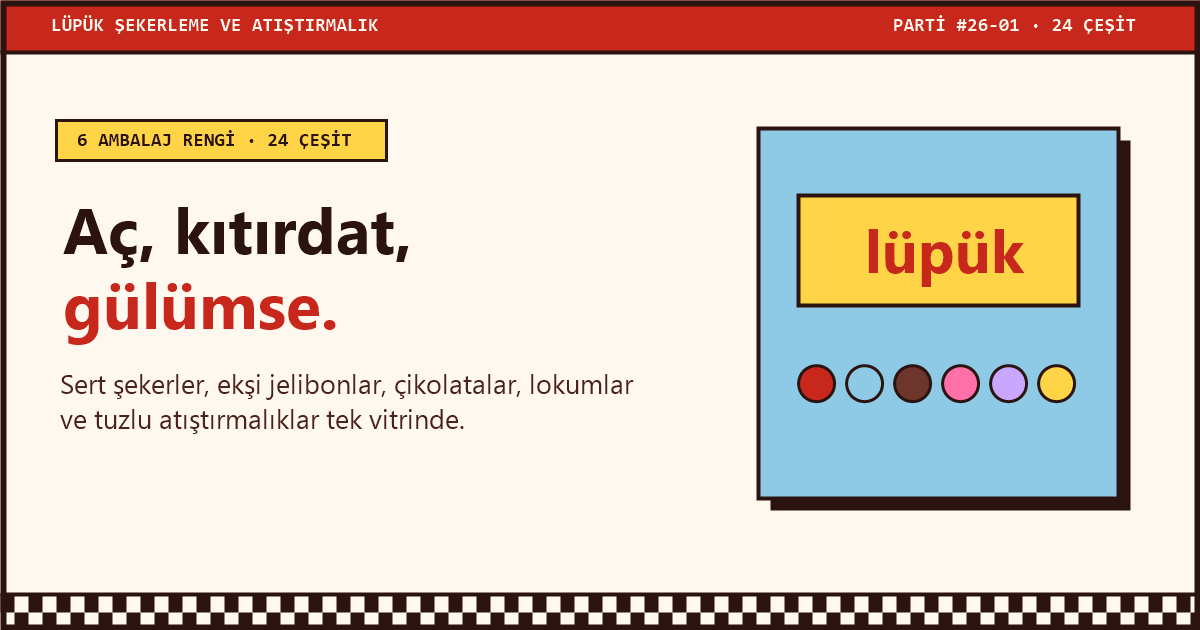 LÜPÜK ŞEKERLEME VE ATIŞTIRMALIK
PARTİ #26-01 · 24 ÇEŞİT
6 AMBALAJ RENGİ · 24 ÇEŞİT
Aç, kıtırdat,
gülümse.
Sert şekerler, ekşi jelibonlar, çikolatalar, lokumlar
ve tuzlu atıştırmalıklar tek vitrinde.
lüpük